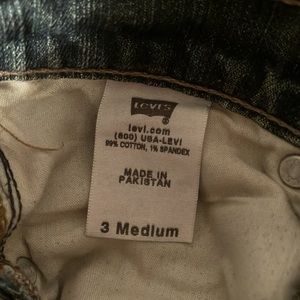 LEVI'S
levi.com
(800) USA-LEVI
99% COTTON, 1% SPANDEX
MADE IN
PAKISTAN
3 Medium